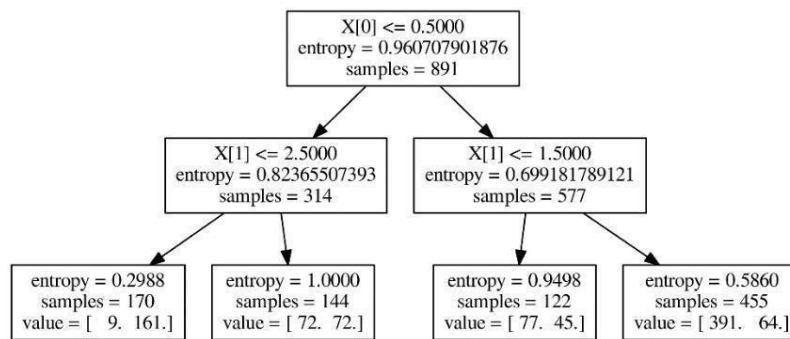 X[0] <= 0.5000
entropy = 0.960707901876
samples = 891
X[1] <= 2.5000
entropy = 0.82365507393
samples = 314
X[1] <= 1.5000
entropy = 0.699181789121
samples = 577
entropy = 0.2988
samples = 170
value = [ 9. 161.]
entropy = 1.0000
samples = 144
value = [ 72. 72.]
entropy = 0.9498
samples = 122
value = [ 77. 45.]
entropy = 0.5860
samples = 455
value = [ 391. 64.]